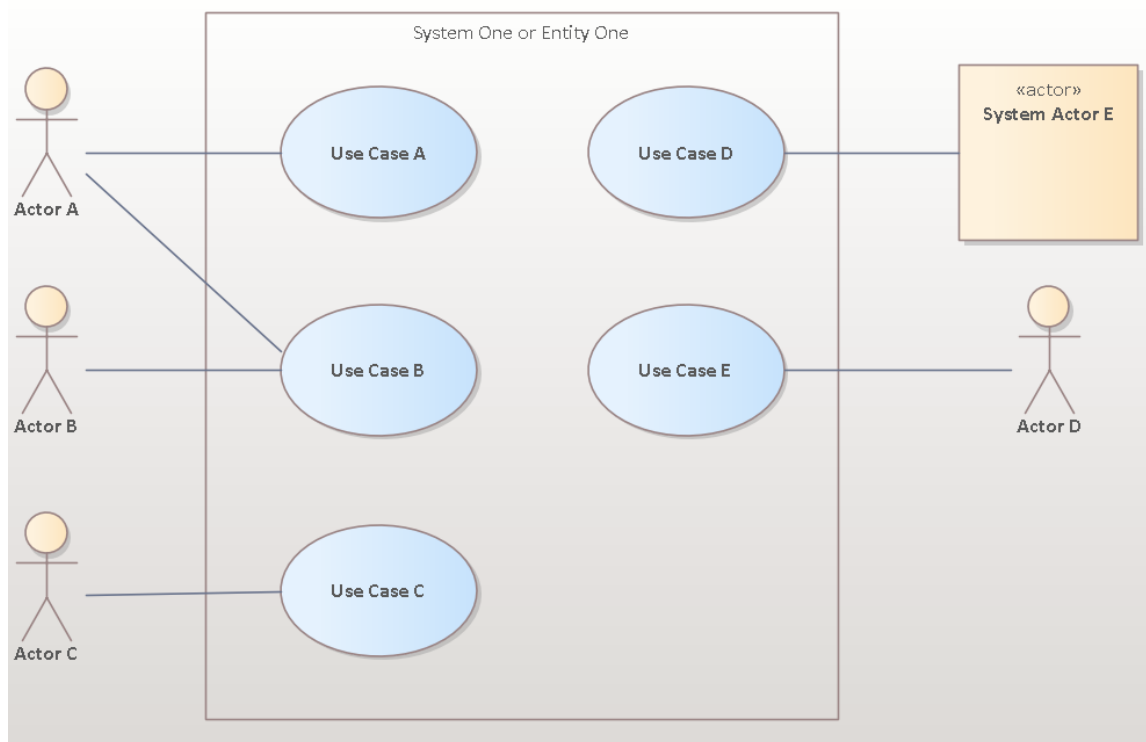 System One or Entity One
Actor A
Use Case A
Use Case D
«actor»
System Actor E
Actor B
Use Case B
Use Case E
Actor D
Actor C
Use Case C